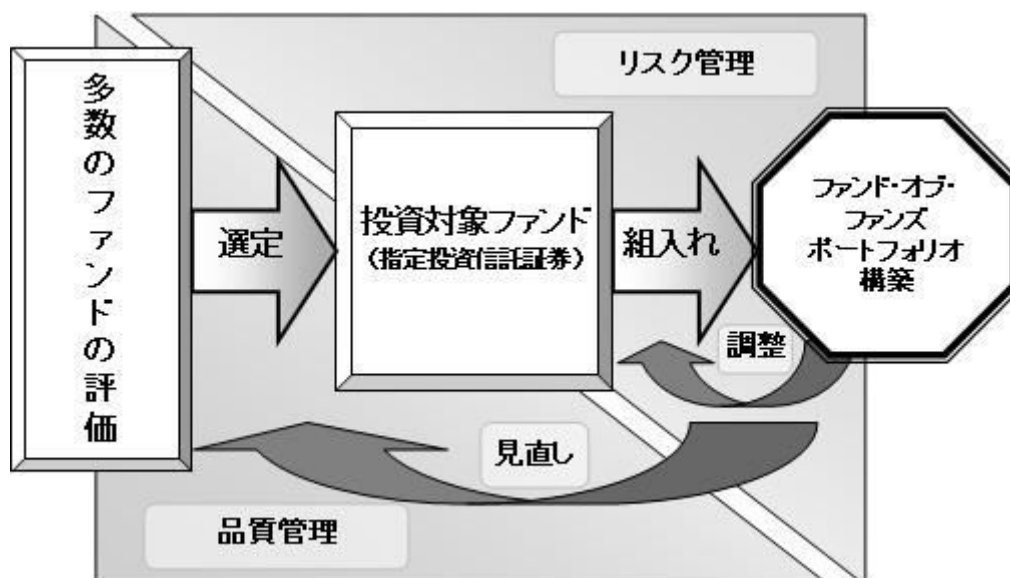 リスク管理
多数のファンドの評価
選定
投資対象ファンド
（指定投資信託証券）
組入れ
ファンド・オブ・
ファンズ
ポートフォリオ
構築
調整
見直し
品質管理